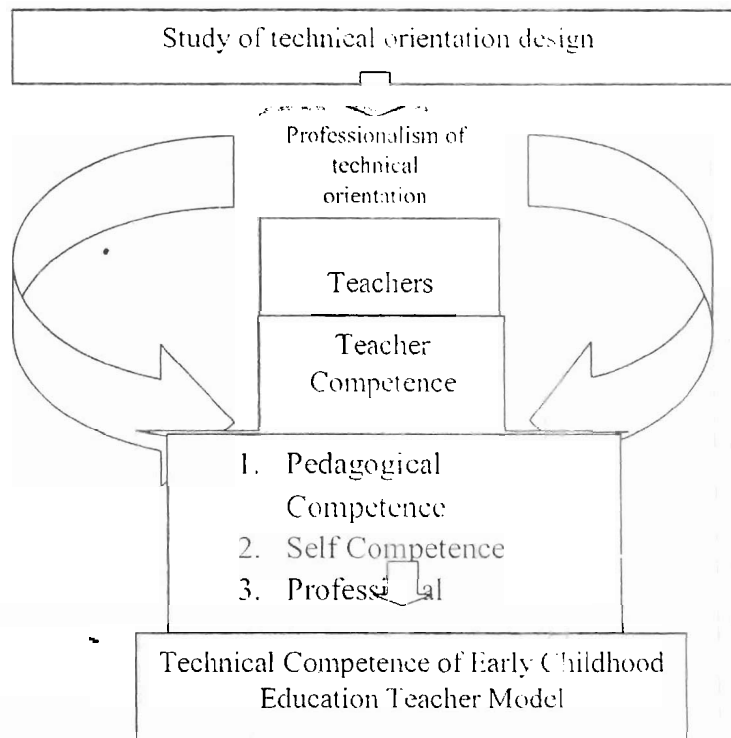 Study of technical orientation design
Professionalism of
technical
orientation
Teachers
Teacher
Competence
1. Pedagogical
Competence
2. Self Competence
3.
Technical Competence of Early Childhood
Education Teacher Model